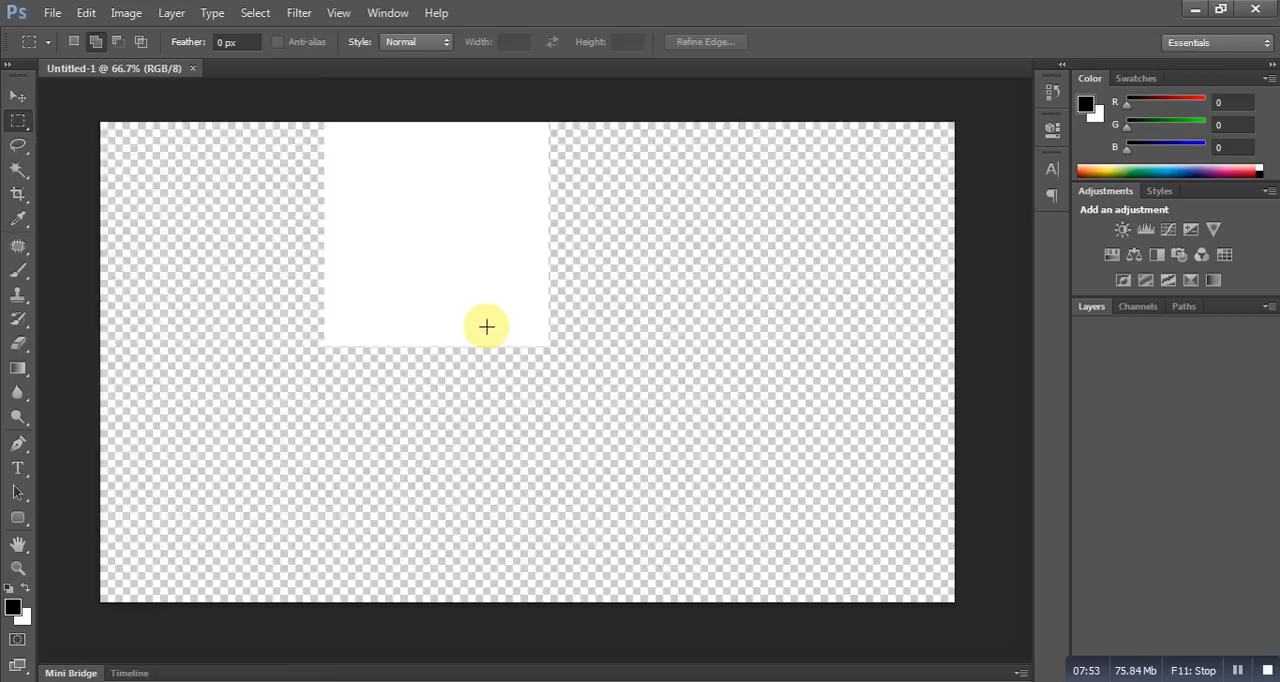 Ps File Edit Image Layer Type Select Filter View Window Help
Feather: 0 px Anti-alias Style: Normal Width: Height: Refine Edge... Essentials
Untitled-1 @ 66.7% (RGB/8) ×
Color Swatches
R 0
G 0
B 0
Adjustments Styles
Add an adjustment
Layers Channels Paths
A|
T
Mini Bridge Timeline
07:53 75.84 Mb F11: Stop